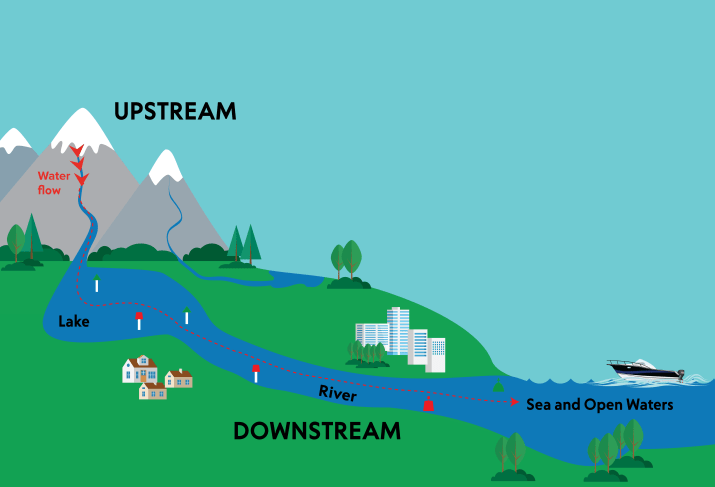 UPSTREAM
Water
flow
Lake
River
Sea and Open Waters
DOWNSTREAM